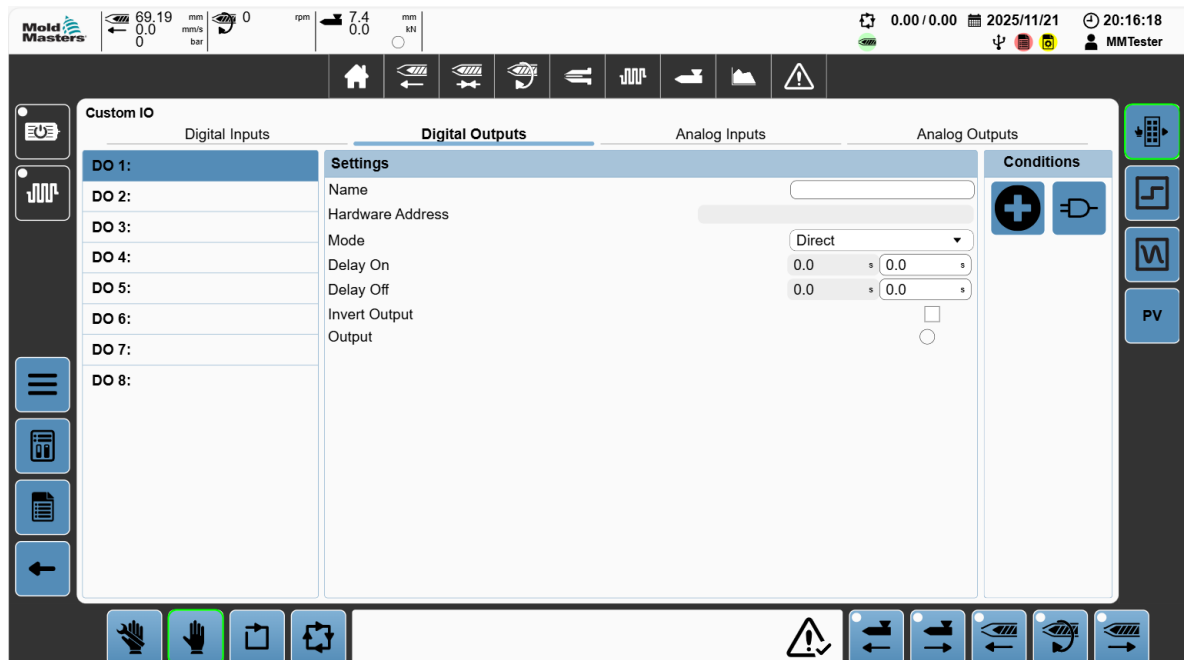 Mold
Masters
69.19 mm
0.0 mm/s
0 bar
0 rpm
7.4 mm
0.0 kN
0.00 / 0.00
2025/11/21
20:16:18
MMTester
Custom IO
Digital Inputs
Digital Outputs
Analog Inputs
Analog Outputs
DO 1:
DO 2:
DO 3:
DO 4:
DO 5:
DO 6:
DO 7:
DO 8:
Settings
Name
Hardware Address
Mode Direct
Delay On 0.0 s 0.0 s
Delay Off 0.0 s 0.0 s
Invert Output
Output
Conditions
PV